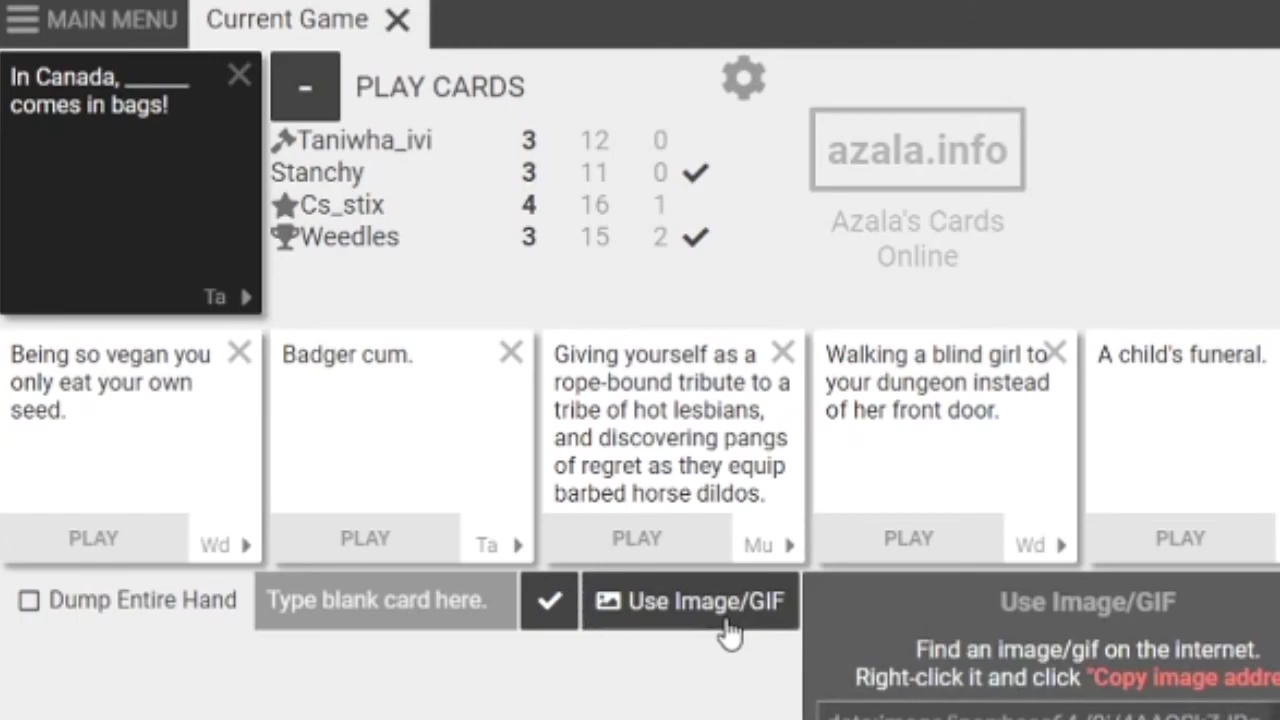 MAIN MENU
Current Game
In Canada, ______
comes in bags!
Ta
-
PLAY CARDS
Taniwha_ivi 3 12 0
Stanchy 3 11 0
Cs_stix 4 16 1
Weedles 3 15 2
azala.info
Azala's Cards
Online
Being so vegan you
only eat your own
seed.
PLAY
Wd
Badger cum.
PLAY
Ta
Giving yourself as a
rope-bound tribute to a
tribe of hot lesbians,
and discovering pangs
of regret as they equip
barbed horse dildos.
PLAY
Mu
Walking a blind girl to
your dungeon instead
of her front door.
PLAY
Wd
A child's funeral.
PLAY
Dump Entire Hand
Type blank card here.
Use Image/GIF
Use Image/GIF
Find an image/gif on the internet.
Right-click it and click "Copy image addre